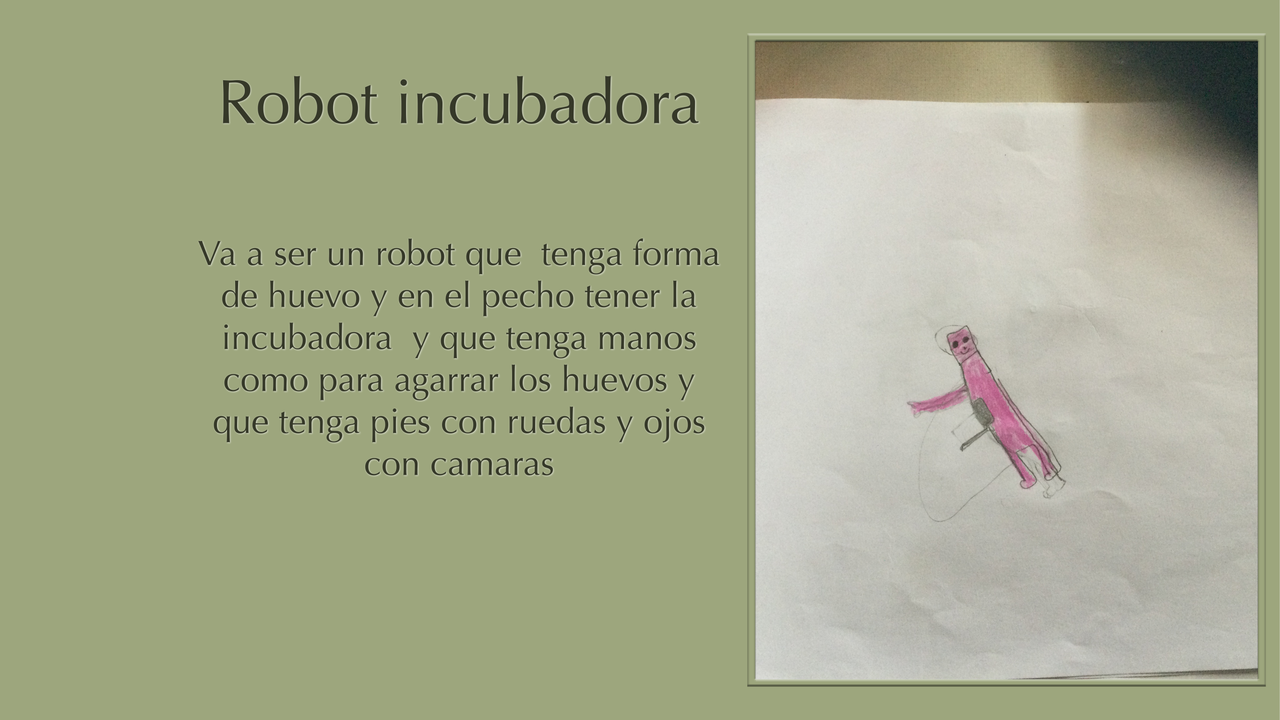 Robot incubadora
Va a ser un robot que  tenga forma
de huevo y en el pecho tener la
incubadora  y que tenga manos
como para agarrar los huevos y
que tenga pies con ruedas y ojos
con camaras